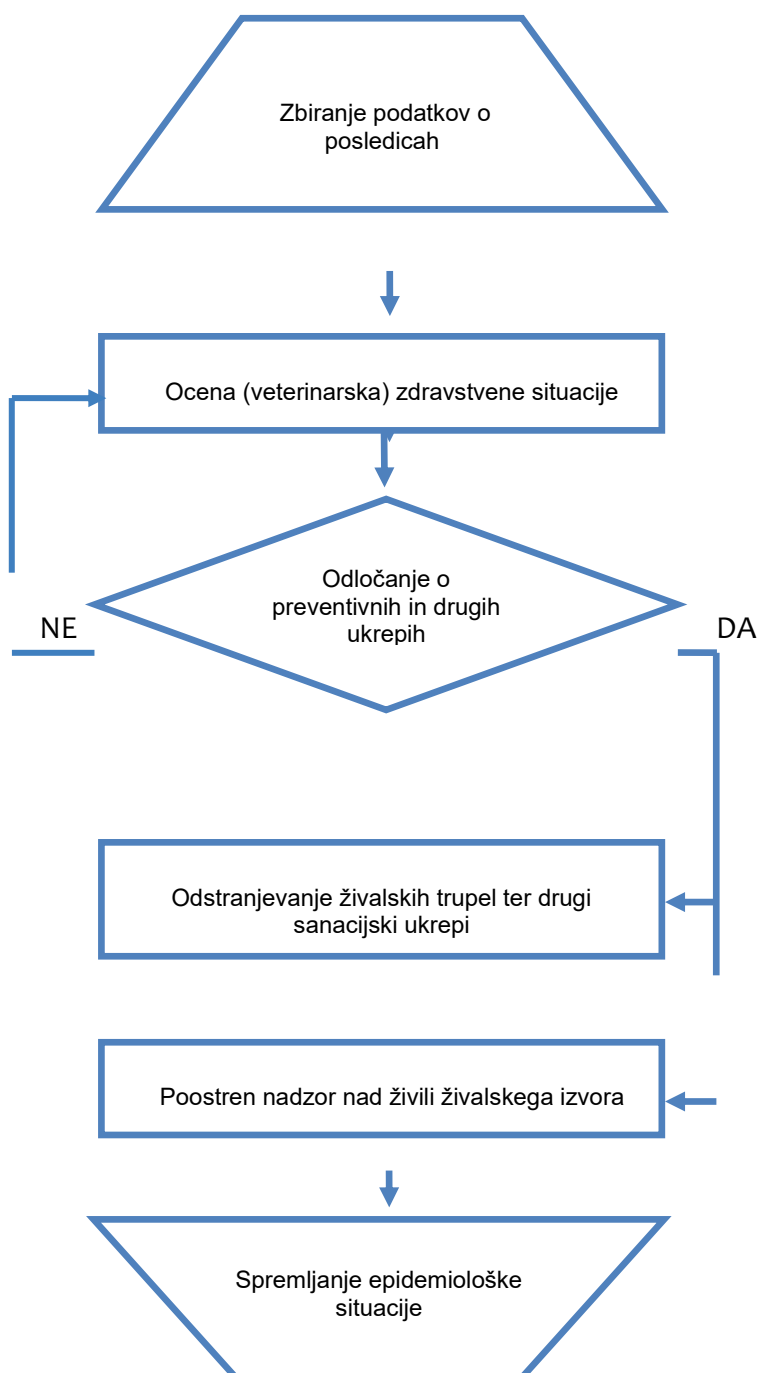 Zbiranje podatkov o
posledicah
Ocena (veterinarska) zdravstvene situacije
Odločanje o
preventivnih in drugih
ukrepih
NE
DA
Odstranjevanje živalskih trupel ter drugi
sanacijski ukrepi
Poostren nadzor nad živili živalskega izvora
Spremljanje epidemiološke
situacije